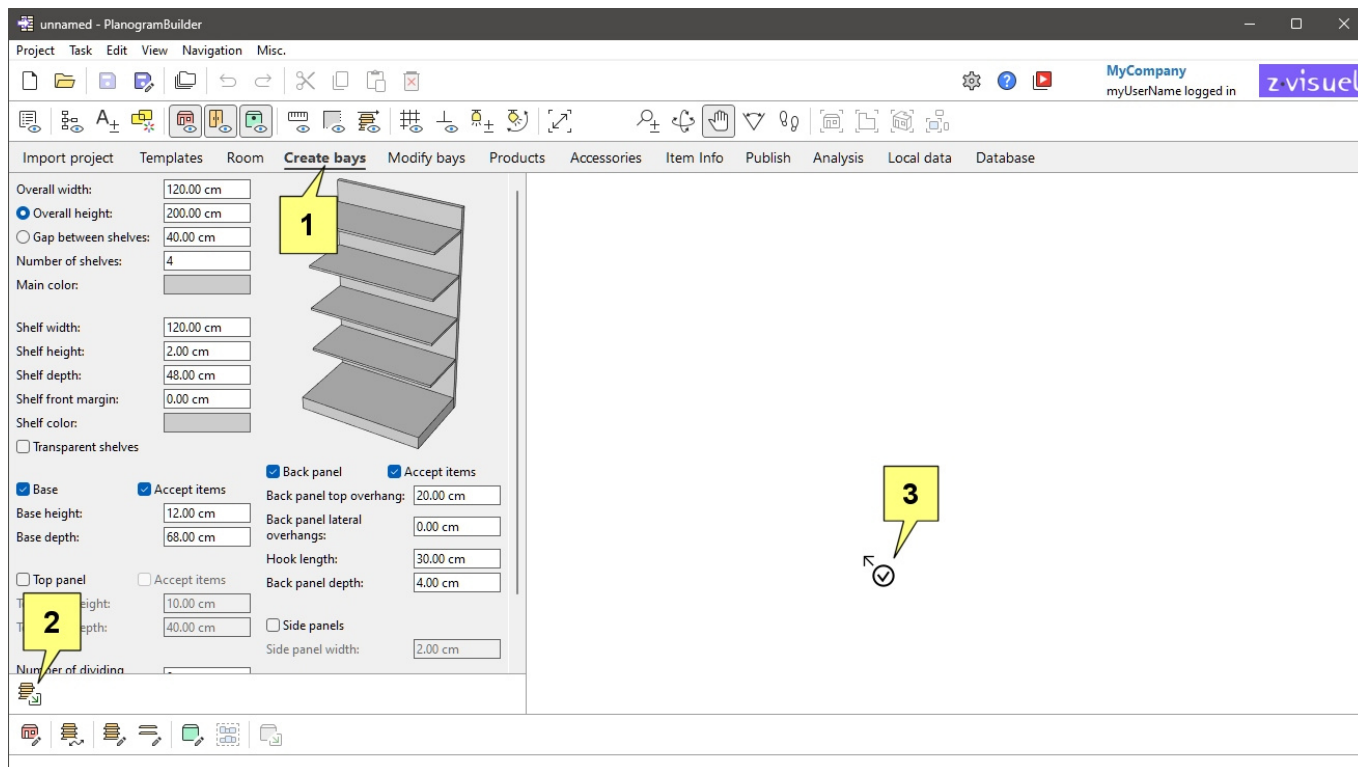 unnamed - PlanogramBuilder
Project Task Edit View Navigation Misc.
MyCompany
myUserName logged in
z·visuel
Import project Templates Room Create bays Modify bays Products Accessories Item Info Publish Analysis Local data Database
Overall width: 120.00 cm
Overall height: 200.00 cm
Gap between shelves: 40.00 cm
Number of shelves: 4
Main color:
Shelf width: 120.00 cm
Shelf height: 2.00 cm
Shelf depth: 48.00 cm
Shelf front margin: 0.00 cm
Shelf color:
Transparent shelves
Base Accept items
Base height: 12.00 cm
Base depth: 68.00 cm
Top panel Accept items
eight: 10.00 cm
epth: 40.00 cm
Number of dividing
1
Back panel Accept items
Back panel top overhang: 20.00 cm
Back panel lateral
overhangs: 0.00 cm
Hook length: 30.00 cm
Back panel depth: 4.00 cm
Side panels
Side panel width: 2.00 cm
2
3